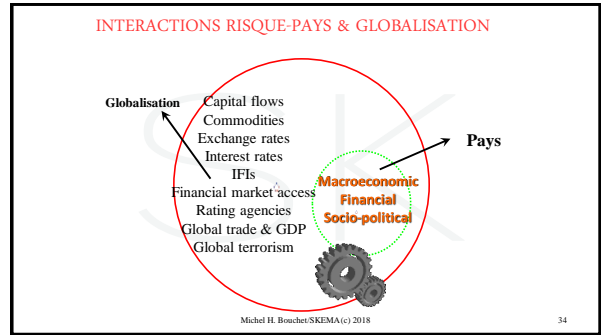 INTERACTIONS RISQUE-PAYS & GLOBALISATION
Globalisation
Capital flows
Commodities
Exchange rates
Interest rates
IFIs
Financial market access
Rating agencies
Global trade & GDP
Global terrorism
Pays
Macroeconomic
Financial
Socio-political
SK
Michel H. Bouchet/SKEMA(c) 2018
34